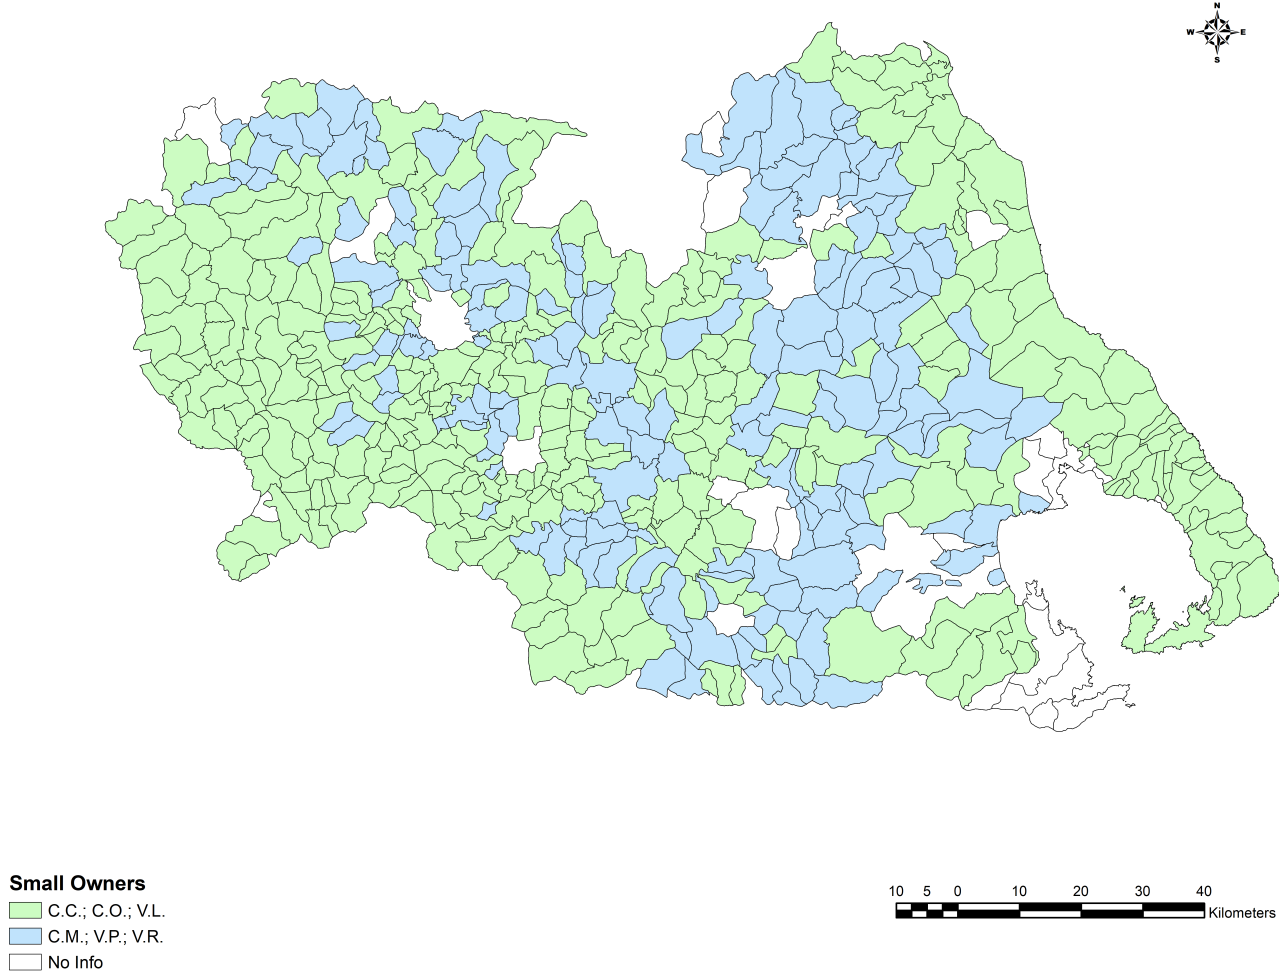 N
W E
S
Small Owners
C.C.; C.O.; V.L.
C.M.; V.P.; V.R.
No Info
10 5 0 10 20 30 40
Kilometers